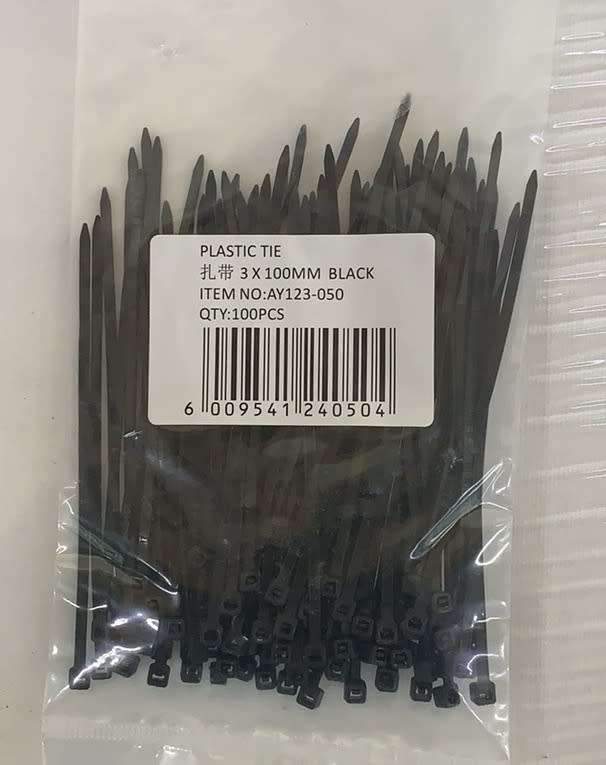 PLASTIC TIE
扎带 3 X 100MM BLACK
ITEM NO:AY123-050
QTY:100PCS
6 009541 240504